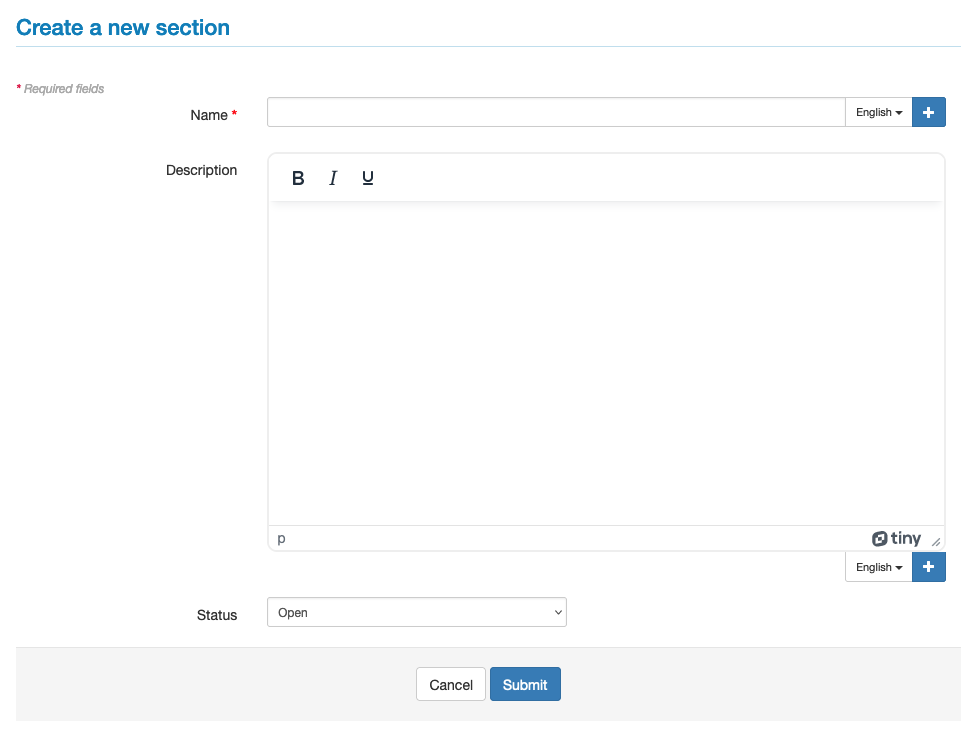 Create a new section
* Required fields
Name *
English
Description
B I U
p
tiny
English
Status
Open
Cancel
Submit